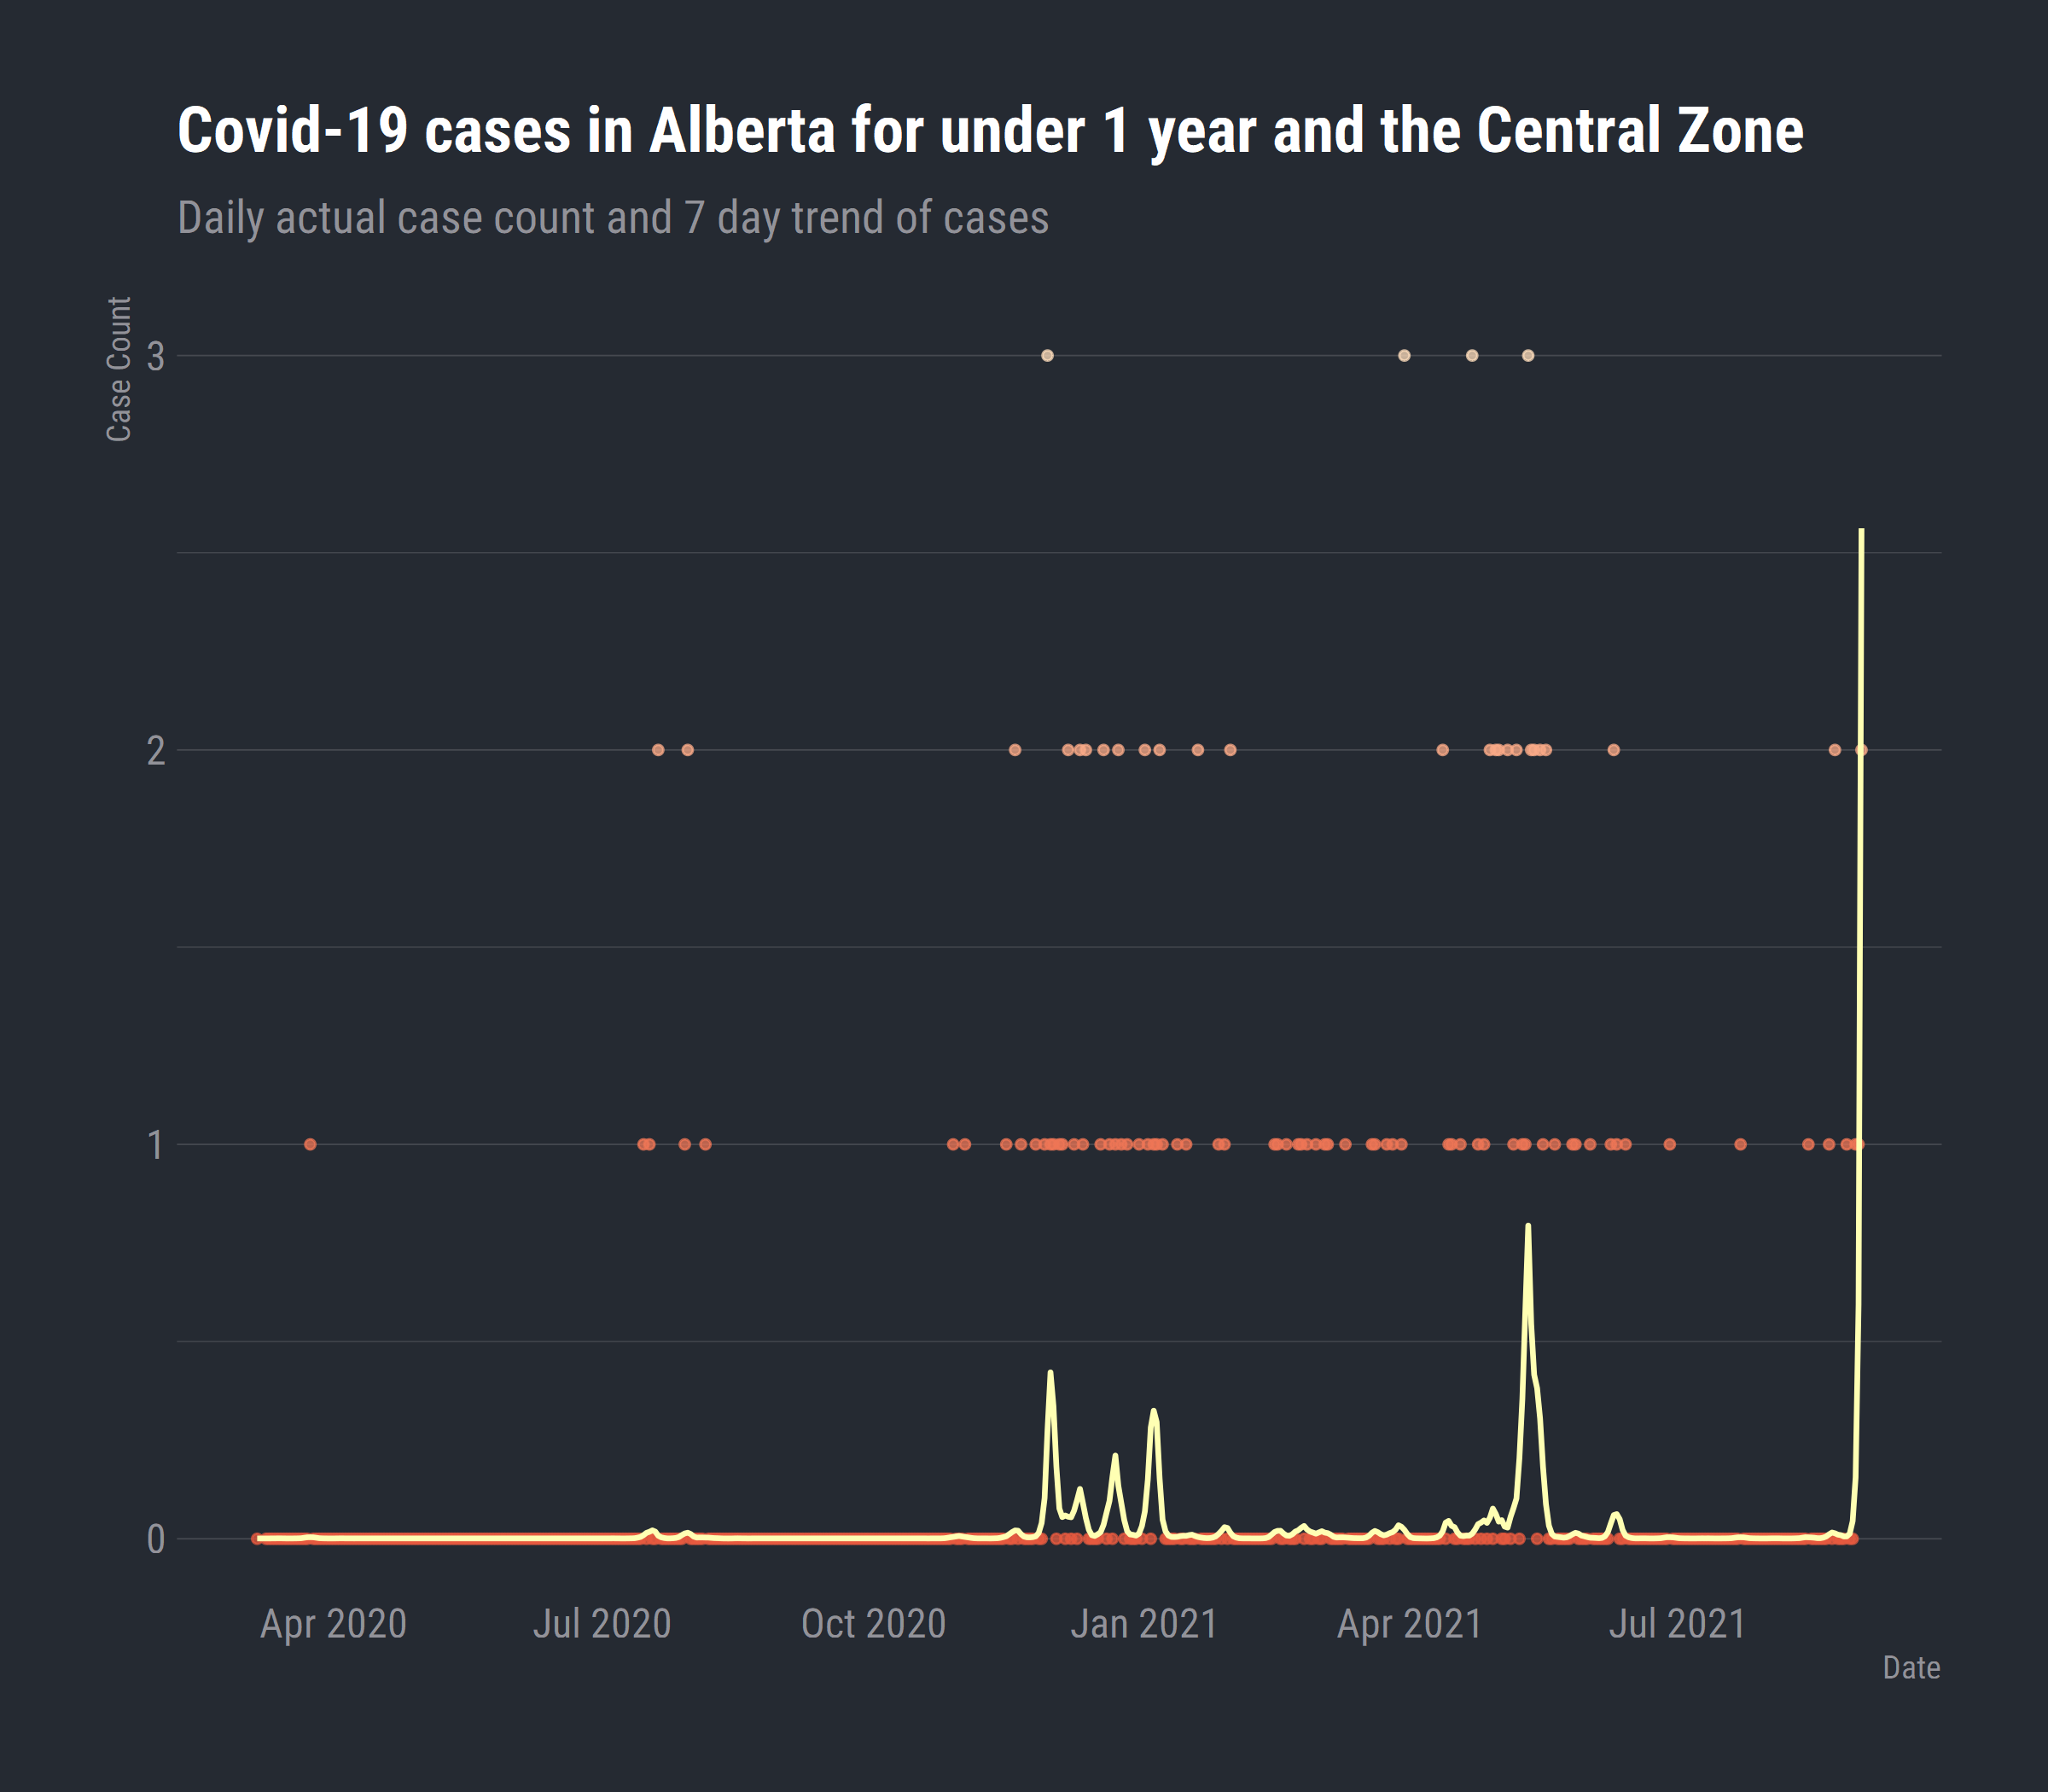 Covid-19 cases in Alberta for under 1 year and the Central Zone
Daily actual case count and 7 day trend of cases
Case Count
3
2
1
0
Apr 2020 Jul 2020 Oct 2020 Jan 2021 Apr 2021 Jul 2021
Date